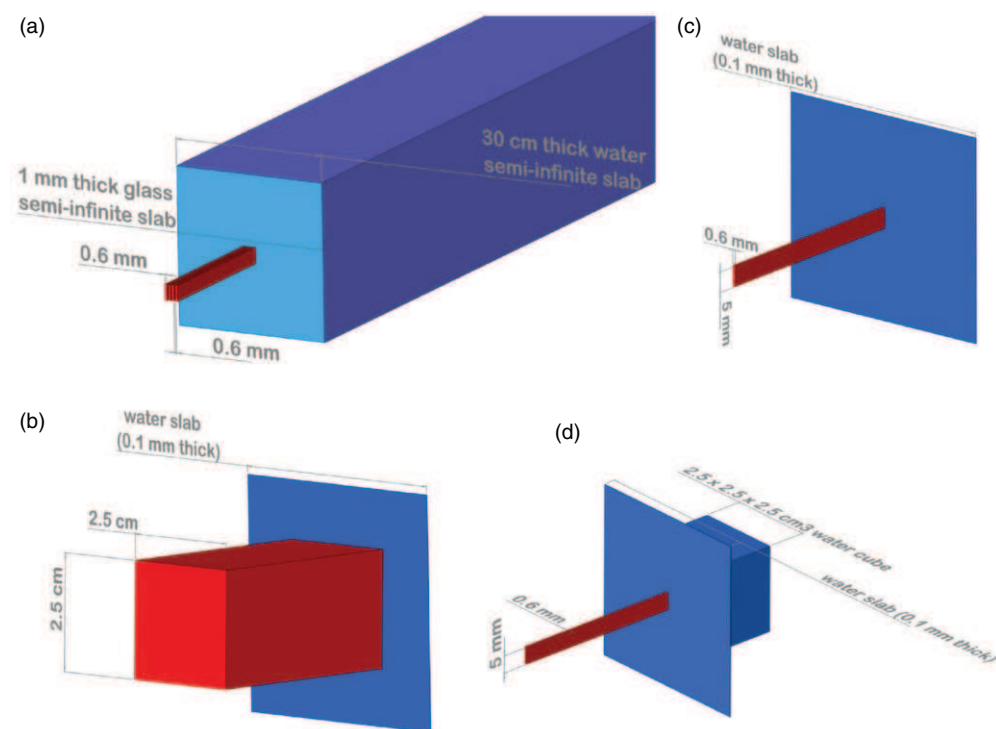 (a)
1 mm thick glass
semi-infinite slab
0.6 mm
0.6 mm
30 cm thick water
semi-infinite slab
(c)
water slab
(0.1 mm thick)
0.6 mm
5 mm
(b)
water slab
(0.1 mm thick)
2.5 cm
2.5 cm
(d)
2.5 x 2.5 x 2.5 cm3 water cube
water slab (0.1 mm thick)
0.6 mm
5 mm